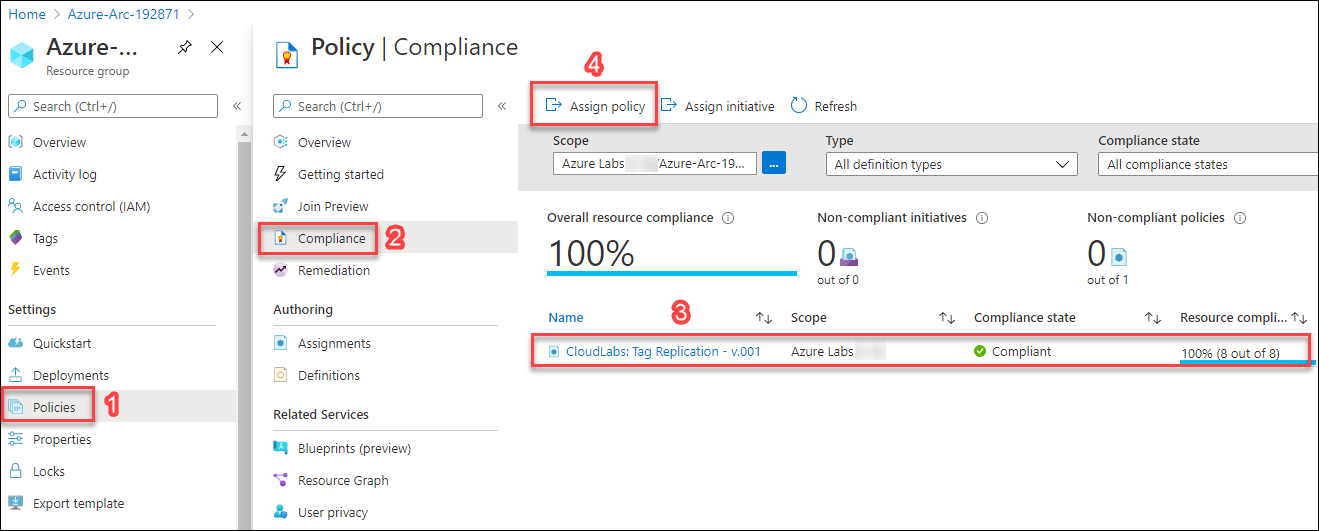 Home > Azure-Arc-192871 >
Azure-...
Resource group
Search (Ctrl+/)
«
Overview
Activity log
Access control (IAM)
Tags
Events
Settings
Quickstart
Deployments
Policies
1
Properties
Locks
Export template
Policy | Compliance
Search (Ctrl+/)
«
Overview
Getting started
Join Preview
Compliance
2
Remediation
Authoring
Assignments
Definitions
Related Services
Blueprints (preview)
Resource Graph
User privacy
4
Assign policy
Assign initiative
Refresh
Scope
Azure Labs /Azure-Arc-19...
...
Type
All definition types
Compliance state
All compliance states
Overall resource compliance
100%
Non-compliant initiatives
0
out of 0
Non-compliant policies
0
out of 1
3
Name Scope Compliance state Resource compli...
CloudLabs: Tag Replication - v.001 Azure Labs Compliant 100% (8 out of 8)